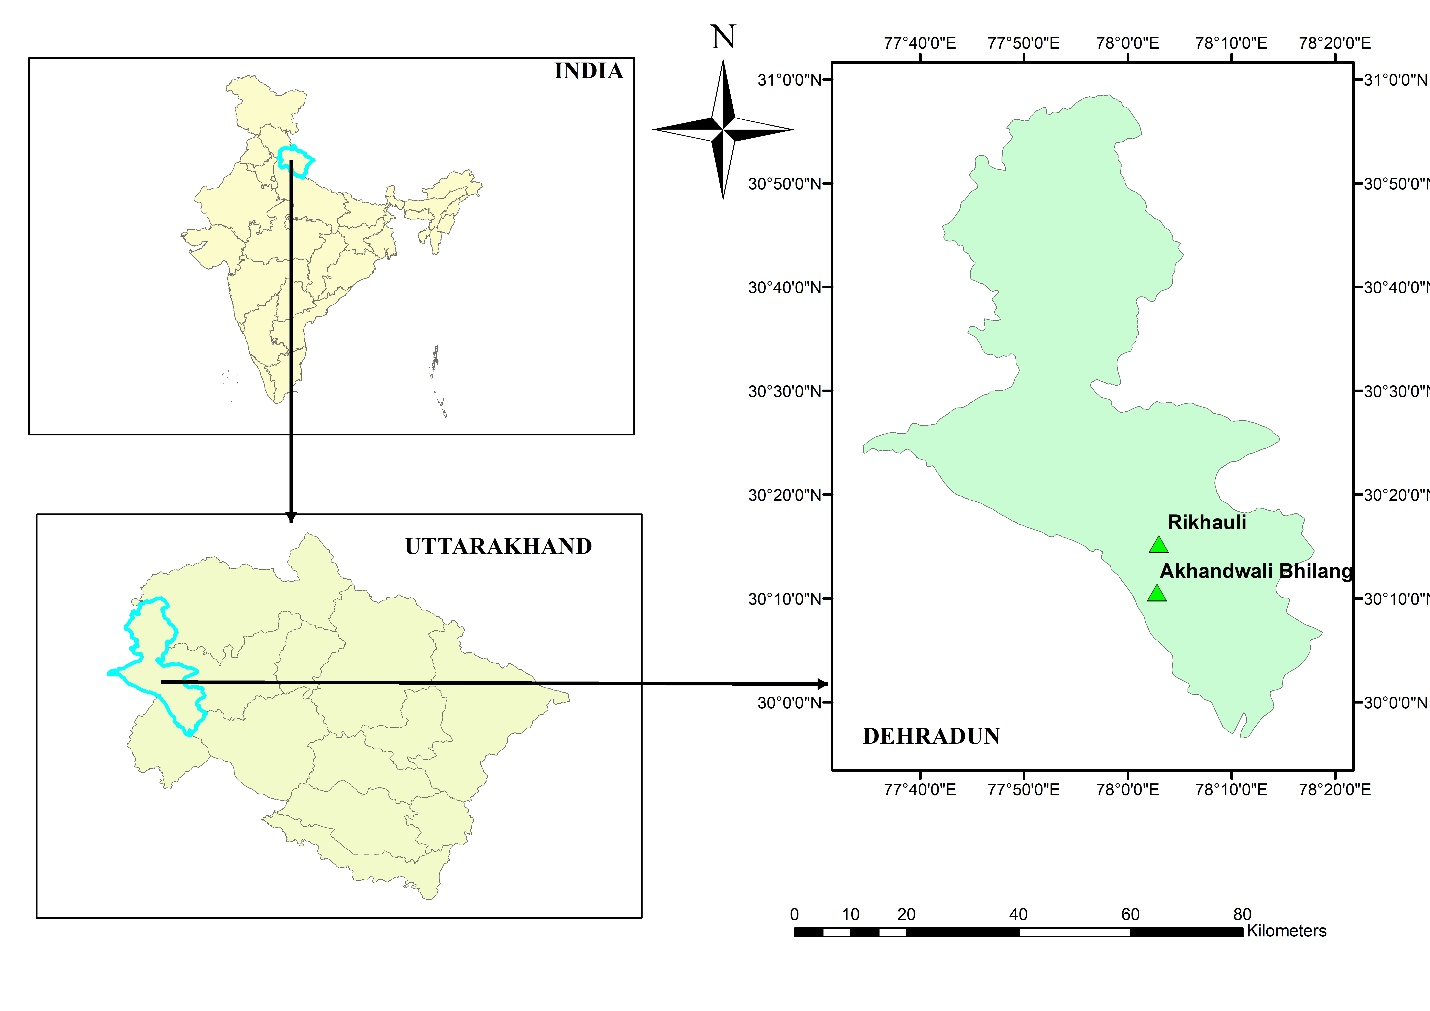 N
INDIA
77°40'0"E 77°50'0"E 78°0'0"E 78°10'0"E 78°20'0"E
31°0'0"N 31°0'0"N
30°50'0"N 30°50'0"N
30°40'0"N 30°40'0"N
30°30'0"N 30°30'0"N
30°20'0"N 30°20'0"N
Rikhauli
Akhandwali Bhilang
30°10'0"N 30°10'0"N
30°0'0"N 30°0'0"N
DEHRADUN
77°40'0"E 77°50'0"E 78°0'0"E 78°10'0"E 78°20'0"E
UTTARAKHAND
0 10 20 40 60 80
Kilometers